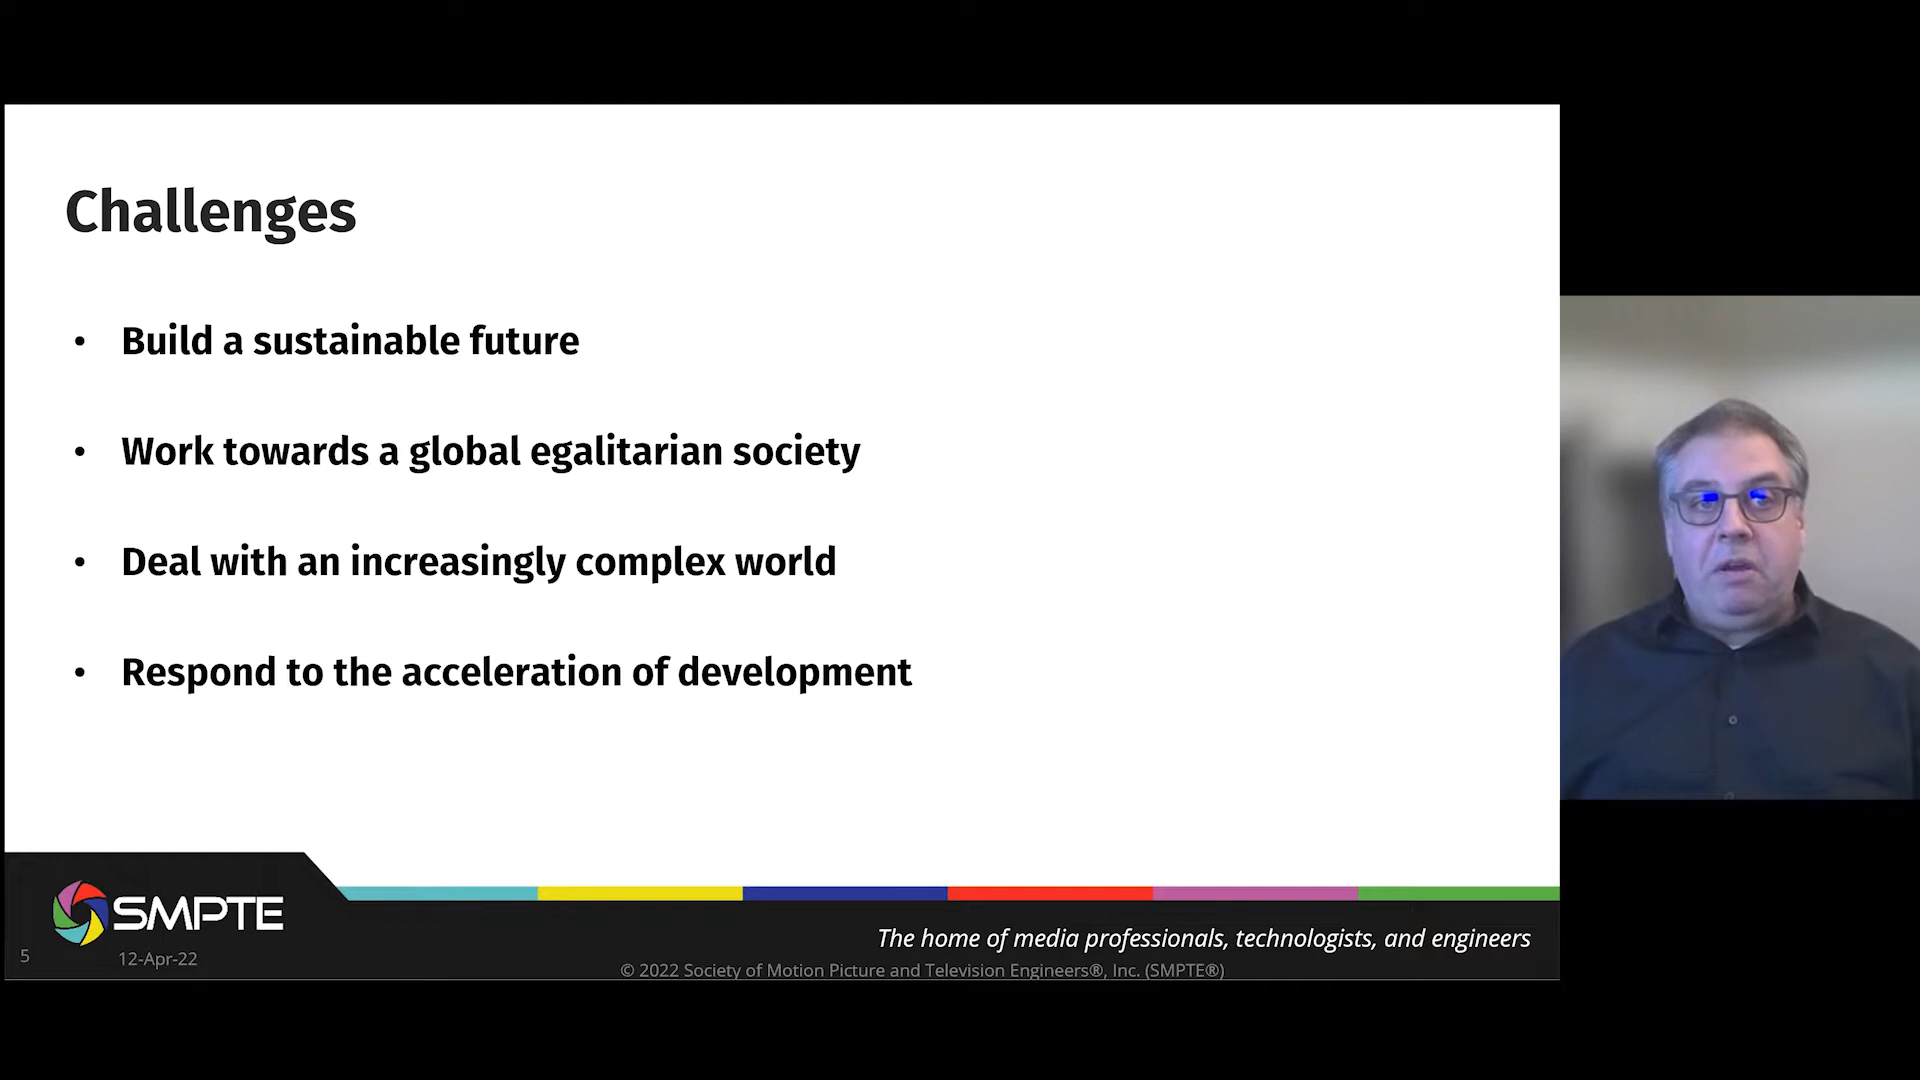 Challenges
• Build a sustainable future
• Work towards a global egalitarian society
• Deal with an increasingly complex world
• Respond to the acceleration of development
SMPTE
The home of media professionals, technologists, and engineers
5
12-Apr-22
© 2022 Society of Motion Picture and Television Engineers®, Inc. (SMPTE®)